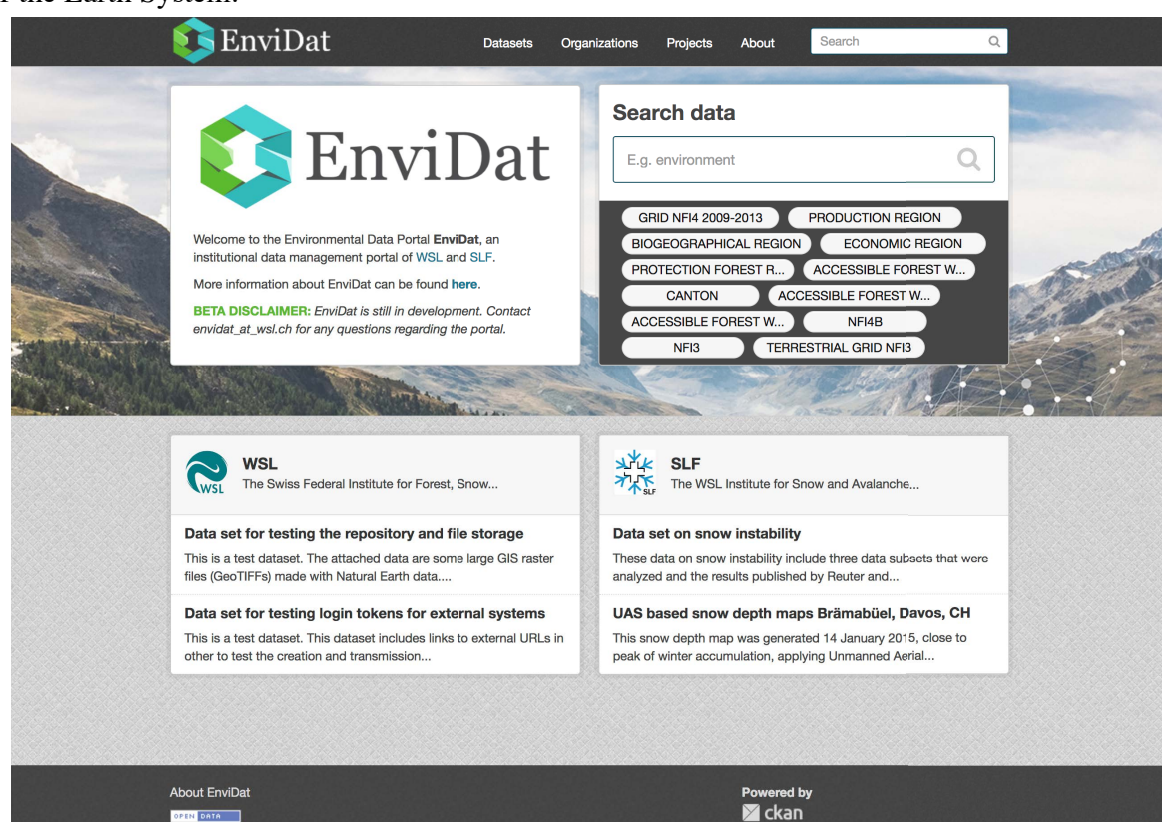 the Earth System.
EnviDat
Datasets Organizations Projects About Search
EnviDat
Welcome to the Environmental Data Portal EnviDat, an
institutional data management portal of WSL and SLF.
More information about EnviDat can be found here.
BETA DISCLAIMER: EnviDat is still in development. Contact
envidat_at_wsl.ch for any questions regarding the portal.
Search data
E.g. environment
GRID NFI4 2009-2013 PRODUCTION REGION
BIOGEOGRAPHICAL REGION ECONOMIC REGION
PROTECTION FOREST R... ACCESSIBLE FOREST W...
CANTON ACCESSIBLE FOREST W...
ACCESSIBLE FOREST W... NFI4B
NFI3 TERRESTRIAL GRID NFI3
WSL
WSL
The Swiss Federal Institute for Forest, Snow...
Data set for testing the repository and file storage
This is a test dataset. The attached data are some large GIS raster
files (GeoTIFFs) made with Natural Earth data....
Data set for testing login tokens for external systems
This is a test dataset. This dataset includes links to external URLs in
other to test the creation and transmission...
SLF
SLF
The WSL Institute for Snow and Avalanche...
Data set on snow instability
These data on snow instability include three data subsets that were
analyzed and the results published by Reuter and...
UAS based snow depth maps Brämabüel, Davos, CH
This snow depth map was generated 14 January 2015, close to
peak of winter accumulation, applying Unmanned Aerial...
About EnviDat
OPEN DATA
Powered by
ckan